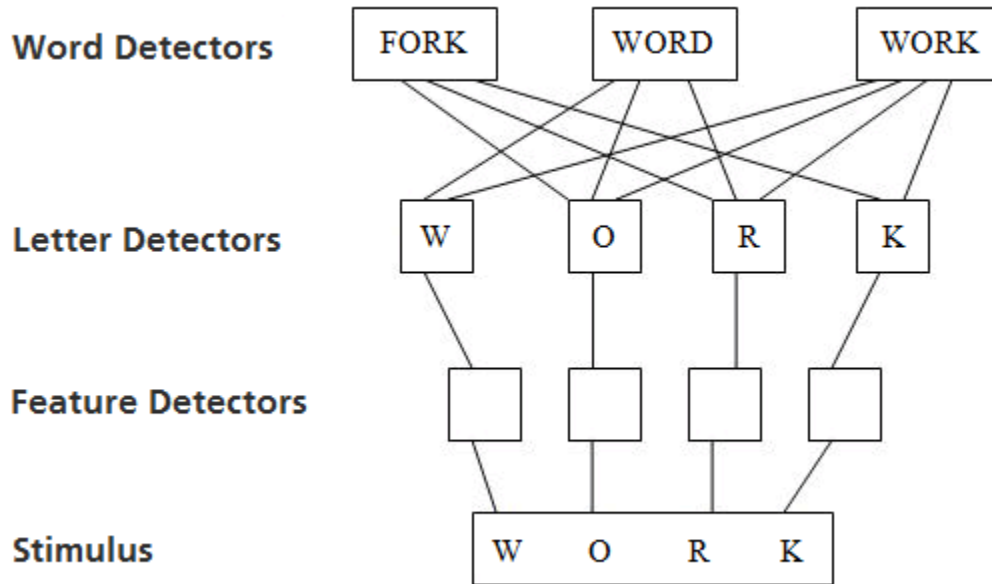 Word Detectors FORK WORD WORK
Letter Detectors W O R K
Feature Detectors
Stimulus W O R K